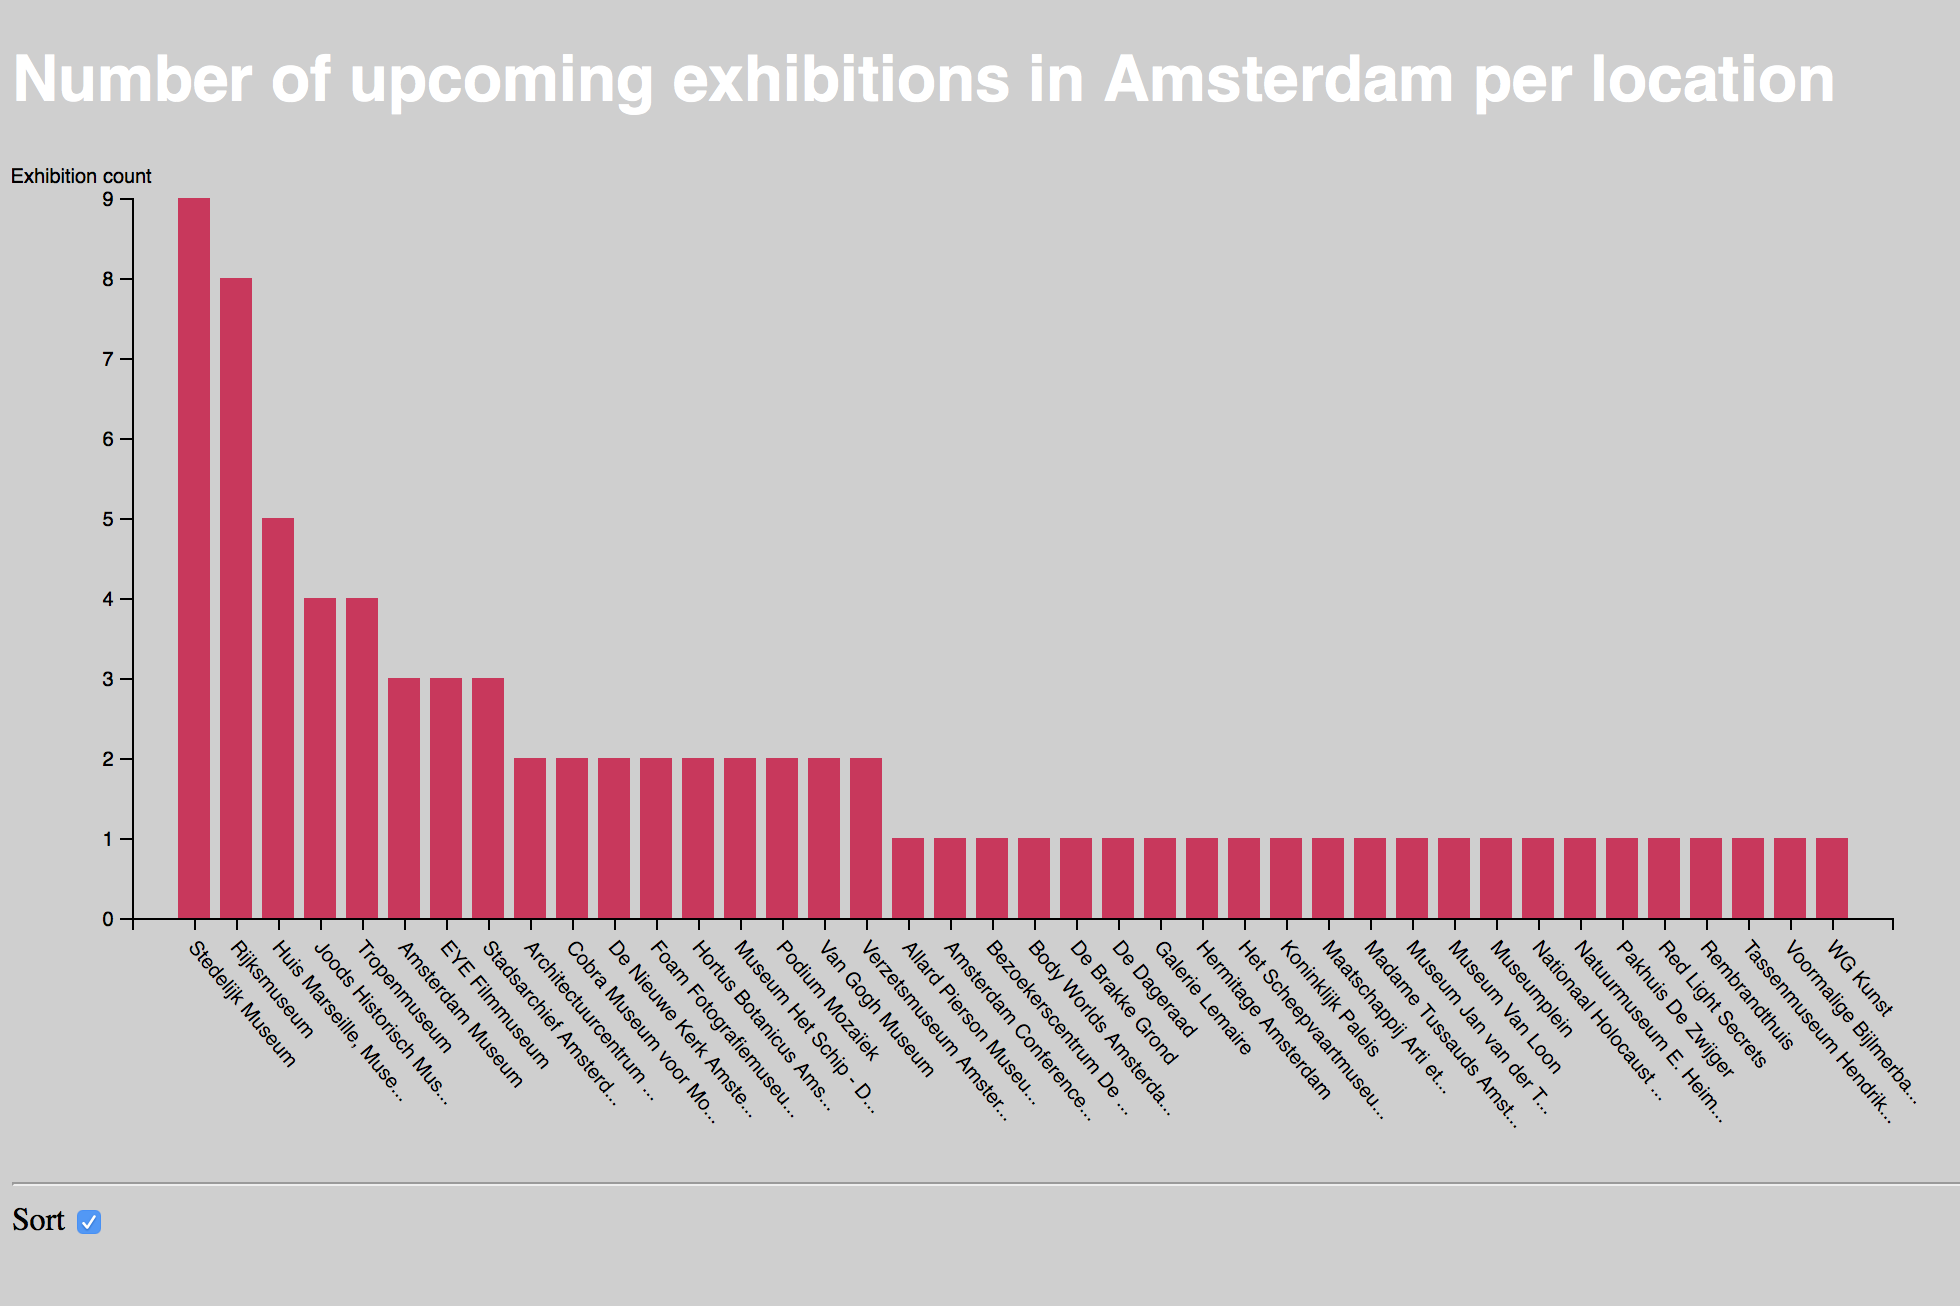 Number of upcoming exhibitions in Amsterdam per location
Exhibition count
9
8
7
6
5
4
3
2
1
0
Stedelijk Museum
Rijksmuseum
Huis Marseille, Muse...
Joods Historisch Mus...
Tropenmuseum
Amsterdam Museum
EYE Filmmuseum
Stadsarchief Amsterd...
Architectuurcentrum ...
Cobra Museum voor Mo...
De Nieuwe Kerk Amste...
Foam Fotografiemuseu...
Hortus Botanicus Ams...
Museum Het Schip - D...
Podium Mozaïek
Van Gogh Museum
Verzetsmuseum Amster...
Allard Pierson Museu...
Amsterdam Conference...
Bezoekerscentrum De ...
Body Worlds Amsterda...
De Brakke Grond
De Dageraad
Galerie Lemaire
Hermitage Amsterdam
Het Scheepvaartmuseu...
Koninklijk Paleis
Maatschappij Arti et...
Madame Tussauds Amst...
Museum Jan van der T...
Museum Van Loon
Museumplein
Nationaal Holocaust ...
Natuurmuseum E. Heim...
Pakhuis De Zwijger
Red Light Secrets
Rembrandthuis
Tassenmuseum Hendrik...
Voormalige Bijlmerba...
WG Kunst
Sort